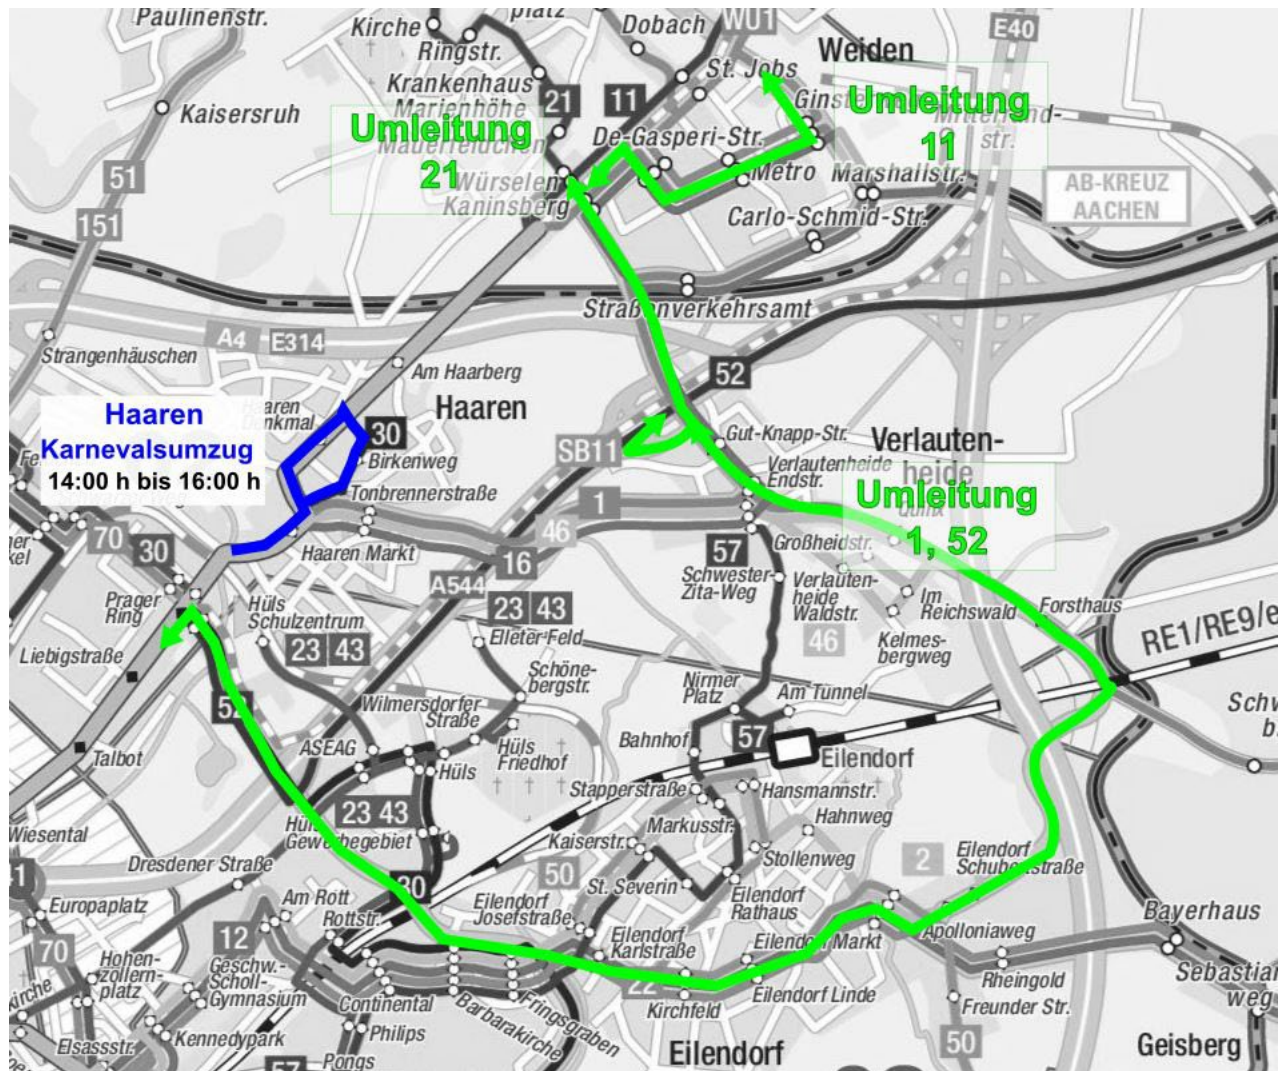 Paulinenstr.
Kirche
Ringstr.
platz
Dobach
WU1
Weiden
E40
Krankenhaus
Marienhöhe
21
11
St. Jobs
Kaisersruh
Umleitung
21
Mauerfeldchen
De-Gasperi-Str.
Umleitung
11
str.
51
Würselen
Kaninsberg
Metro
Marshallstr.
AB-KREUZ
AACHEN
151
Carlo-Schmid-Str.
Straßenverkehrsamt
A4
E314
Strangenhäuschen
Am Haarberg
52
Haaren
Haaren
Denkmal
Haaren
Karnevalsumzug
14:00 h bis 16:00 h
30
Birkenweg
SB11
Gut-Knapp-Str.
Verlauten-
heide
Verlautenheide
Endstr.
Tonbrennerstraße
1
Umleitung
1, 52
Quinx
46
70
30
Haaren Markt
16
57
Großheidstr.
A544
Schwester-
Zita-Weg
Verlauten-
heide
Waldstr.
Im
Reichswald
Forsthaus
Prager
Ring
Hüls
Schulzentrum
23 43
Elleter Feld
RE1/RE9/e
Liebigstraße
23 43
46
Kelmes-
bergweg
Schöne-
bergstr.
Nirmer
Platz
Am Tunnel
52
Wilmersdorfer
Straße
Talbot
ASEAG
Hüls
Hüls
Friedhof
Bahnhof
57
Eilendorf
Stapperstraße
Hansmannstr.
Wiesental
23 43
Hüls
Gewerbegebiet
Kaiserstr.
Markusstr.
Hahnweg
Dresdener Straße
Stollenweg
2
Eilendorf
Schubertstraße
30
50
St. Severin
Europaplatz
Am Rött
Rottstr.
Eilendorf
Josefstraße
Eilendorf
Rathaus
Bayerhaus
70
12
Eilendorf
Karlstraße
Eilendorf Markt
Apolloniaweg
Hohen-
zollern-
platz
Geschw.-
Scholl-
Gymnasium
22
Kirchfeld
Eilendorf Linde
Rheingold
Freunder Str.
Continental
Barbarakirche
Fringsgraben
Philips
Kennedypark
Elsassstr.
Pongs
57
Eilendorf
50
Geisberg